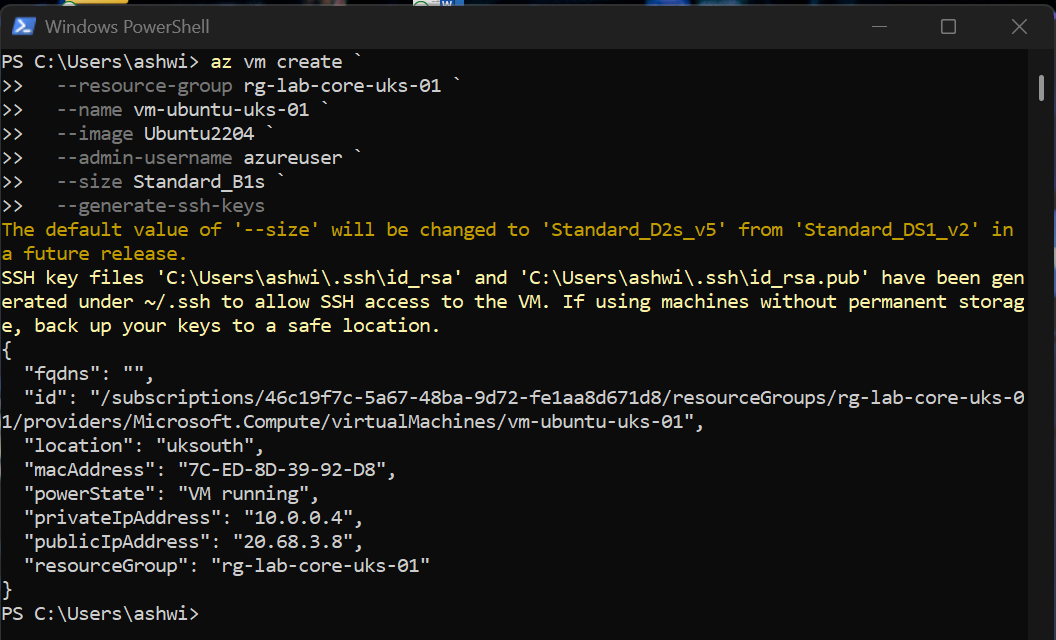 Windows PowerShell
PS C:\Users\ashwi> az vm create `
>>   --resource-group rg-lab-core-uks-01 `
>>   --name vm-ubuntu-uks-01 `
>>   --image Ubuntu2204 `
>>   --admin-username azureuser `
>>   --size Standard_B1s `
>>   --generate-ssh-keys
The default value of '--size' will be changed to 'Standard_D2s_v5' from 'Standard_DS1_v2' in
a future release.
SSH key files 'C:\Users\ashwi\.ssh\id_rsa' and 'C:\Users\ashwi\.ssh\id_rsa.pub' have been gen
erated under ~/.ssh to allow SSH access to the VM. If using machines without permanent storag
e, back up your keys to a safe location.
{
  "fqdns": "",
  "id": "/subscriptions/46c19f7c-5a67-48ba-9d72-fe1aa8d671d8/resourceGroups/rg-lab-core-uks-0
1/providers/Microsoft.Compute/virtualMachines/vm-ubuntu-uks-01",
  "location": "uksouth",
  "macAddress": "7C-ED-8D-39-92-D8",
  "powerState": "VM running",
  "privateIpAddress": "10.0.0.4",
  "publicIpAddress": "20.68.3.8",
  "resourceGroup": "rg-lab-core-uks-01"
}
PS C:\Users\ashwi>